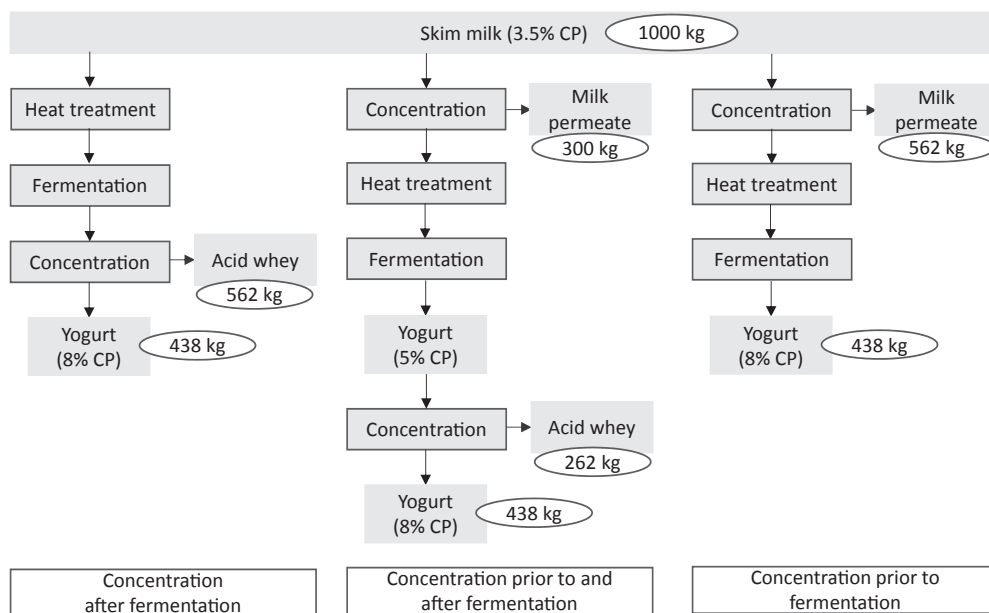 Skim milk (3.5% CP) 1000 kg
Heat treatment
Fermentation
Concentration
Acid whey
562 kg
Yogurt
(8% CP)
438 kg
Concentration
after fermentation
Concentration
Milk
permeate
300 kg
Heat treatment
Fermentation
Yogurt
(5% CP)
Concentration
Acid whey
262 kg
Yogurt
(8% CP)
438 kg
Concentration prior to and
after fermentation
Concentration
Milk
permeate
562 kg
Heat treatment
Fermentation
Yogurt
(8% CP)
438 kg
Concentration prior to
fermentation